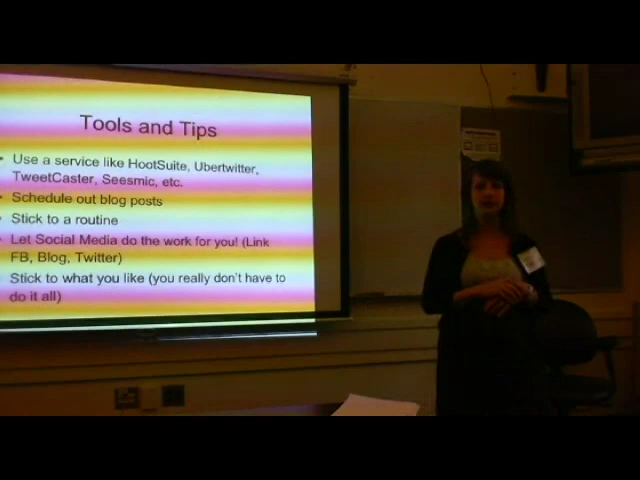 Tools and Tips
• Use a service like HootSuite, Ubertwitter,
TweetCaster, Seesmic, etc.
• Schedule out blog posts
• Stick to a routine
• Let Social Media do the work for you! (Link
FB, Blog, Twitter)
• Stick to what you like (you really don't have to
do it all)